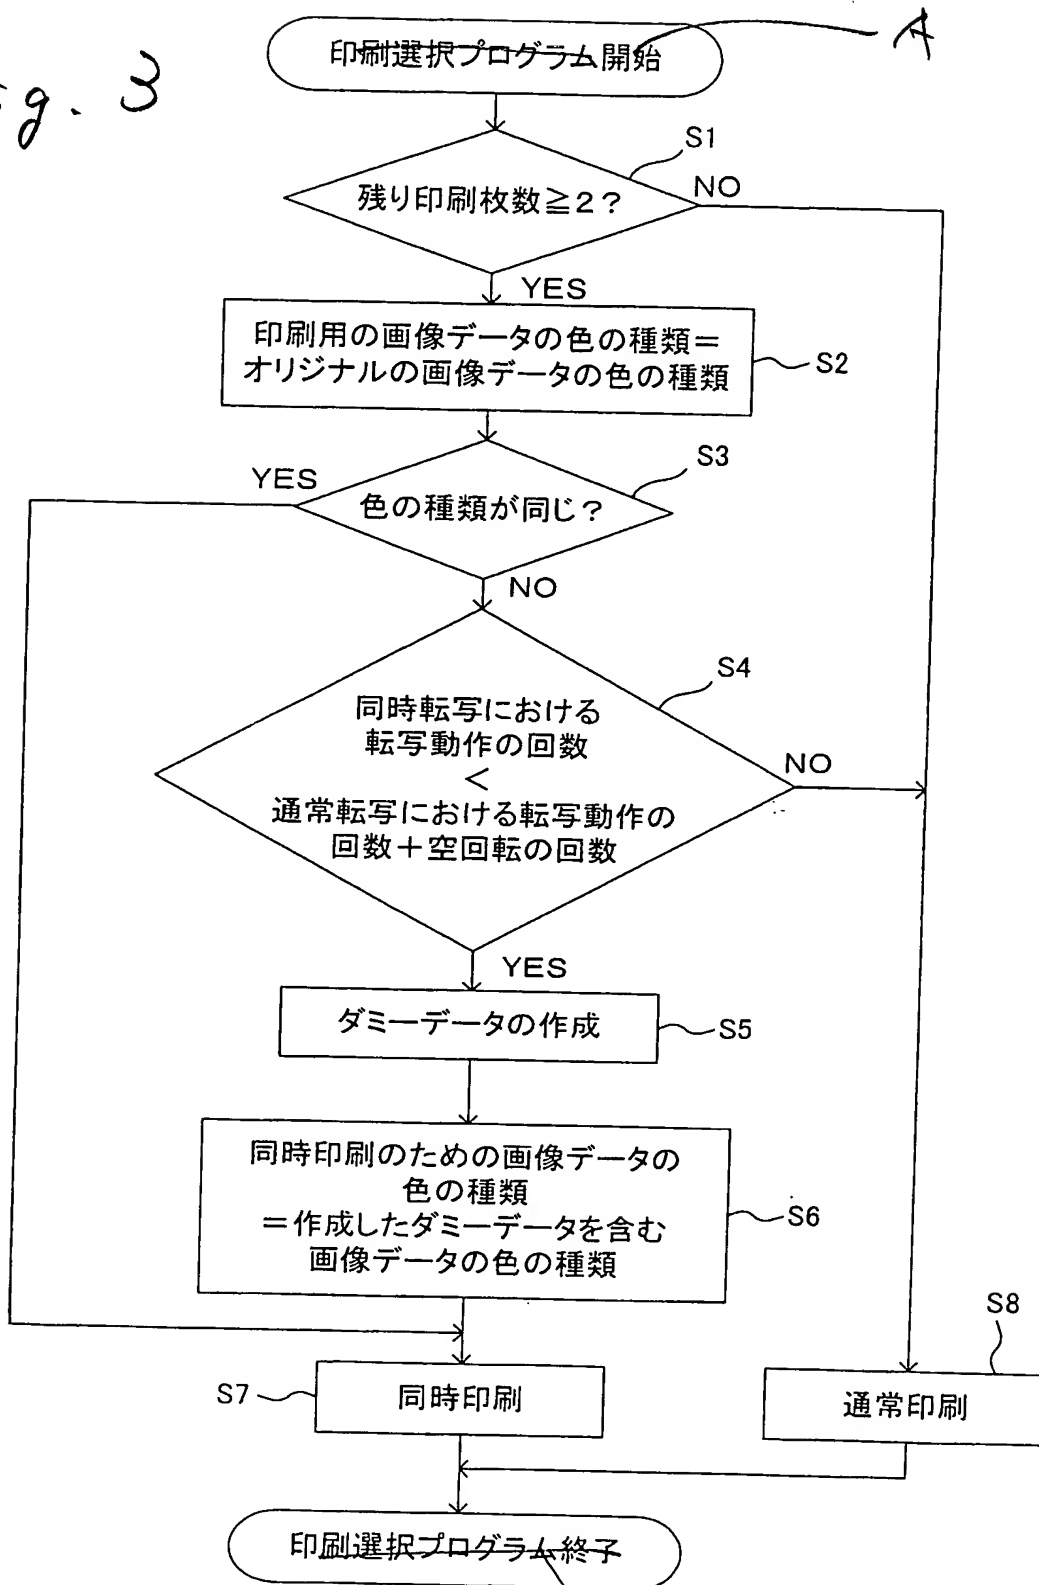 Fig. 3
印刷選択プログラム開始
A
S1
残り印刷枚数≧2?
NO
YES
印刷用の画像データの色の種類=
オリジナルの画像データの色の種類
S2
S3
YES
色の種類が同じ?
NO
S4
同時転写における
転写動作の回数
<
通常転写における転写動作の
回数+空回転の回数
NO
YES
ダミーデータの作成
S5
同時印刷のための画像データの
色の種類
=作成したダミーデータを含む
画像データの色の種類
S6
S8
S7
同時印刷
通常印刷
印刷選択プログラム終了